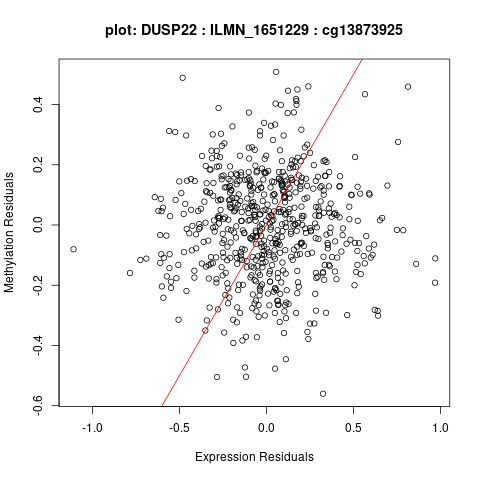 plot: DUSP22 : ILMN_1651229 : cg13873925
Methylation Residuals
0.4
0.2
0.0
-0.2
-0.4
-0.6
-1.0 -0.5 0.0 0.5 1.0
Expression Residuals